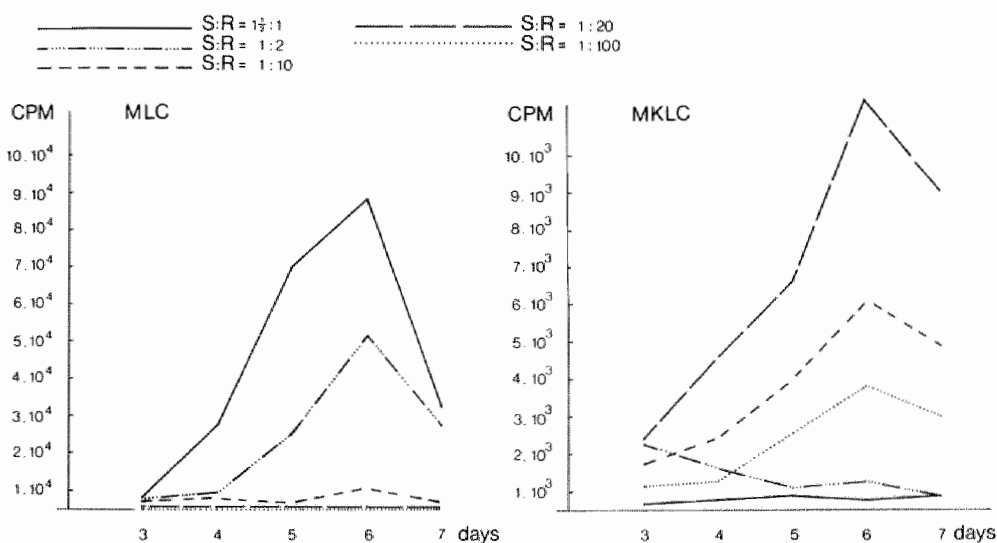 S:R = 1½:1
S:R = 1:2
S:R = 1:10
S:R = 1:20
S:R = 1:100
CPM
MLC
10.10⁴
9.10⁴
8.10⁴
7.10⁴
6.10⁴
5.10⁴
4.10⁴
3.10⁴
2.10⁴
1.10⁴
3 4 5 6 7 days
CPM
MKLC
10.10³
9.10³
8.10³
7.10³
6.10³
5.10³
4.10³
3.10³
2.10³
1.10³
3 4 5 6 7 days